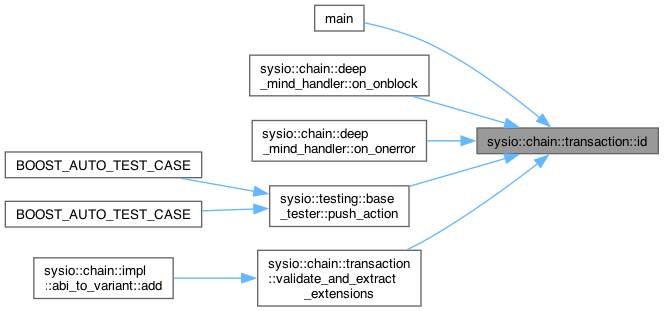 main
sysio::chain::deep
_mind_handler::on_onblock
sysio::chain::transaction::id
sysio::chain::deep
_mind_handler::on_onerror
BOOST_AUTO_TEST_CASE
sysio::testing::base
_tester::push_action
BOOST_AUTO_TEST_CASE
sysio::chain::impl
::abi_to_variant::add
sysio::chain::transaction
::validate_and_extract
_extensions